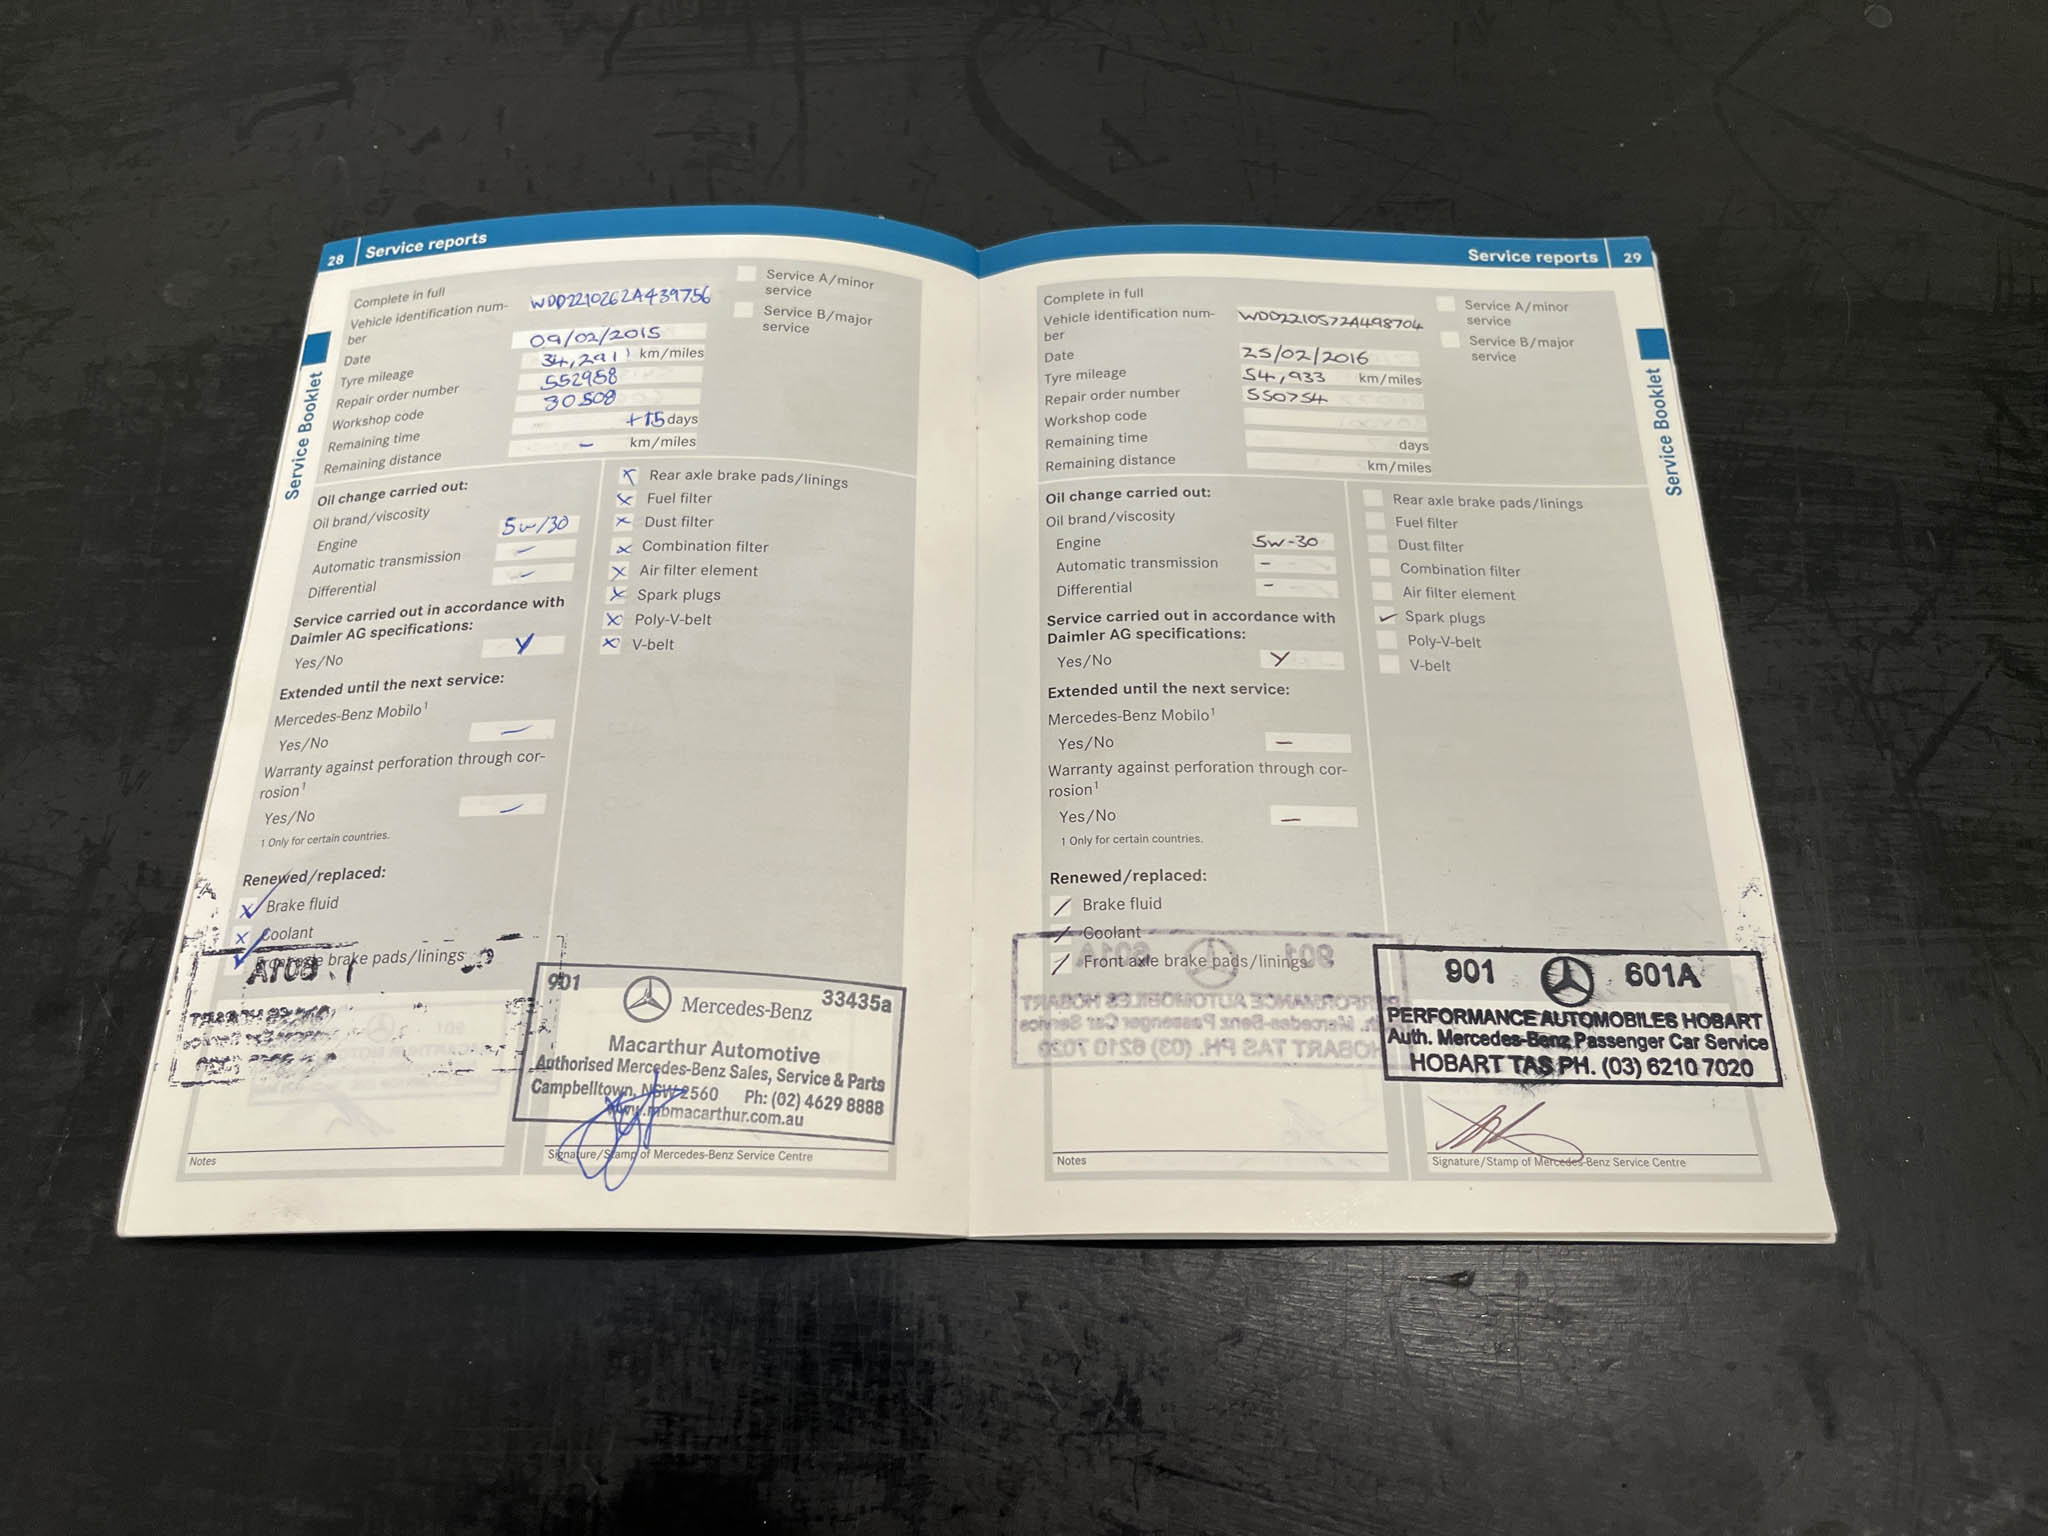 28 Service reports
Complete in full
Vehicle identification num-
ber
WDD2210262A439756
Date
09/02/2015
Tyre mileage
34,291 km/miles
Repair order number
552958
Workshop code
30508
Remaining time
+15 days
Remaining distance
- km/miles
Service A/minor
service
Service B/major
service
Service Booklet
Oil change carried out:
Oil brand/viscosity
Engine
5w/30
Automatic transmission
-
Differential
-
Service carried out in accordance with
Daimler AG specifications:
Yes/No
Y
Extended until the next service:
Mercedes-Benz Mobilo1
Yes/No
-
Warranty against perforation through cor-
rosion1
Yes/No
-
1 Only for certain countries.
Renewed/replaced:
x Brake fluid
x Coolant
brake pads/linings
Rear axle brake pads/linings
x Fuel filter
x Dust filter
x Combination filter
x Air filter element
x Spark plugs
x Poly-V-belt
x V-belt
901 33435a
Mercedes-Benz
Macarthur Automotive
Authorised Mercedes-Benz Sales, Service & Parts
Campbelltown, NSW 2560 Ph: (02) 4629 8888
www.mbmacarthur.com.au
Notes
Signature/Stamp of Mercedes-Benz Service Centre
Service reports 29
Complete in full
Vehicle identification num-
ber
WDD2210572A498704
Date
25/02/2016
Tyre mileage
54,933 km/miles
Repair order number
550754
Workshop code
Remaining time
days
Remaining distance
km/miles
Service A/minor
service
Service B/major
service
Service Booklet
Oil change carried out:
Oil brand/viscosity
Engine
5w-30
Automatic transmission
-
Differential
-
Service carried out in accordance with
Daimler AG specifications:
Yes/No
Y
Extended until the next service:
Mercedes-Benz Mobilo1
Yes/No
-
Warranty against perforation through cor-
rosion1
Yes/No
-
1 Only for certain countries.
Renewed/replaced:
/ Brake fluid
/ Coolant
/ Front axle brake pads/linings
Rear axle brake pads/linings
Fuel filter
Dust filter
Combination filter
Air filter element
✓ Spark plugs
Poly-V-belt
V-belt
901 601A
PERFORMANCE AUTOMOBILES HOBART
Auth. Mercedes-Benz Passenger Car Service
HOBART TAS PH. (03) 6210 7020
Notes
Signature/Stamp of Mercedes-Benz Service Centre